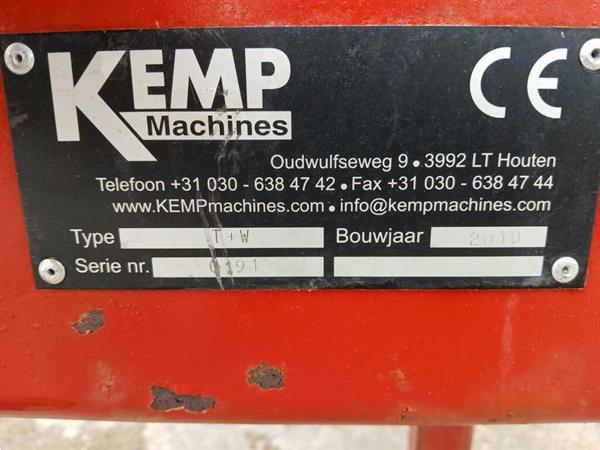 KEMP
Machines
CE
Oudwulfseweg 9 • 3992 LT Houten
Telefoon +31 030 - 638 47 42 • Fax +31 030 - 638 47 44
www.KEMPmachines.com • info@kempmachines.com
Type T+W Bouwjaar 2010
Serie nr. 0191